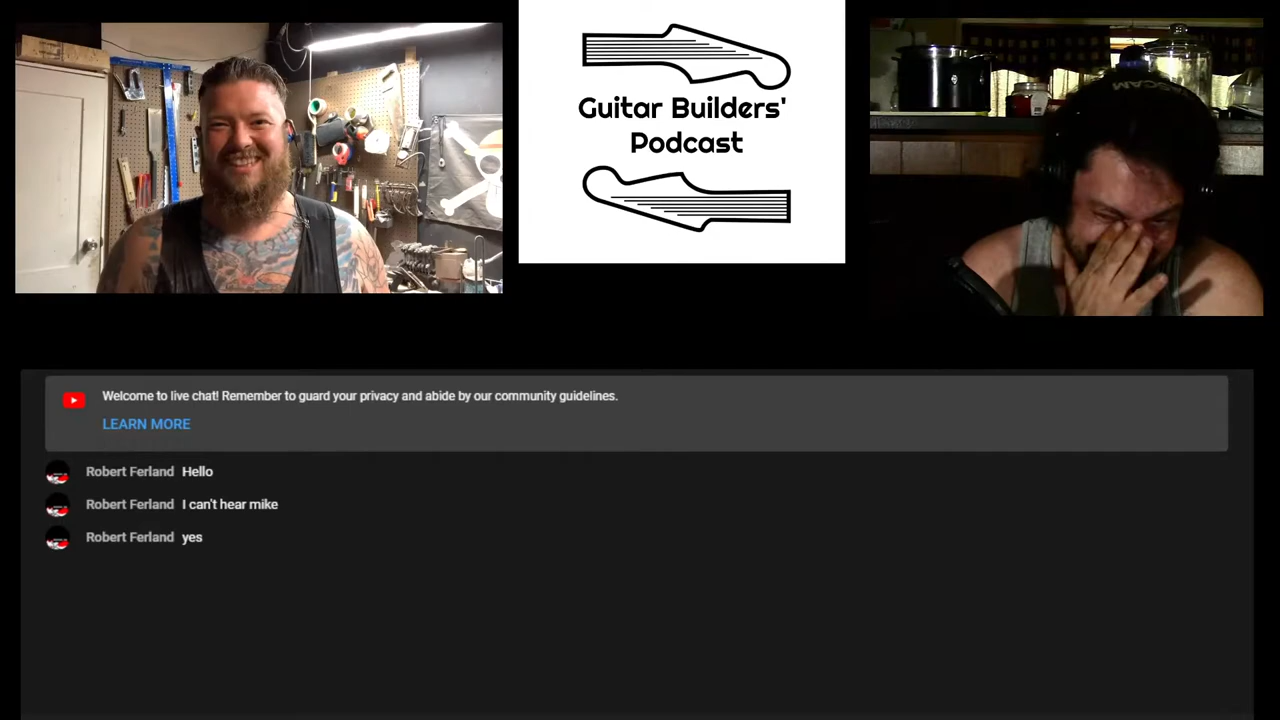 Guitar Builders'
Podcast
Welcome to live chat! Remember to guard your privacy and abide by our community guidelines.
LEARN MORE
Robert Ferland Hello
Robert Ferland I can't hear mike
Robert Ferland yes